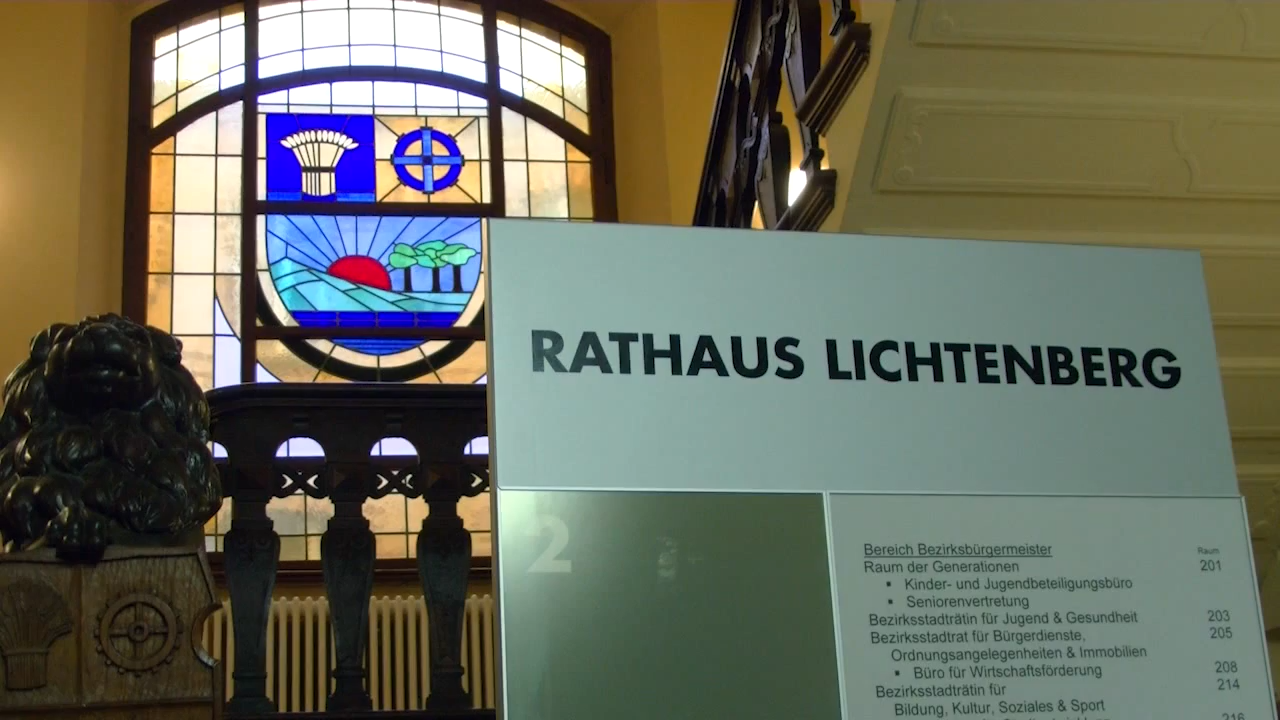 RATHAUS LICHTENBERG
2
Bereich Bezirksbürgermeister Raum
Raum der Generationen 201
▪ Kinder- und Jugendbeteiligungsbüro
▪ Seniorenvertretung
Bezirksstadträtin für Jugend & Gesundheit 203
Bezirksstadtrat für Bürgerdienste, 205
Ordnungsangelegenheiten & Immobilien
▪ Büro für Wirtschaftsförderung 208
Bezirksstadträtin für 214
Bildung, Kultur, Soziales & Sport
216